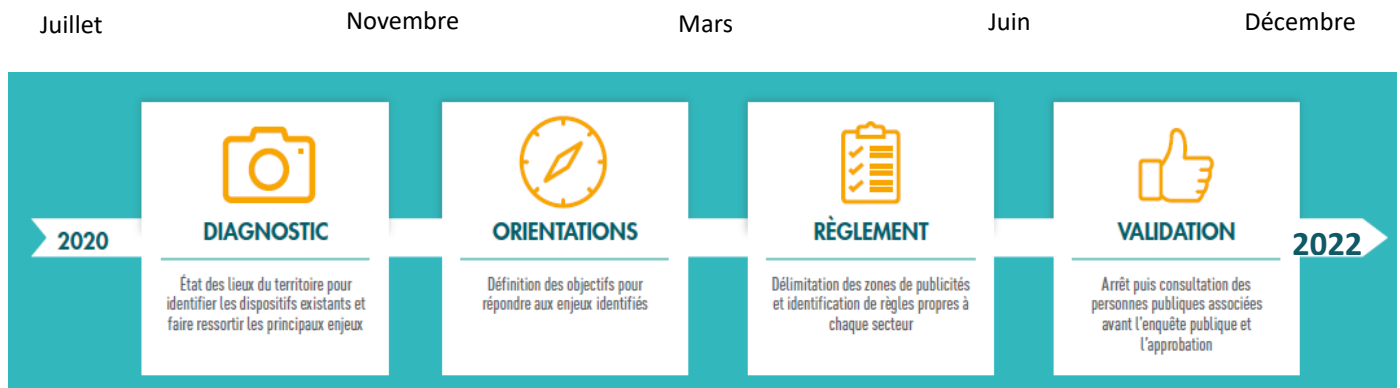 Juillet
Novembre
Mars
Juin
Décembre
2020
DIAGNOSTIC
État des lieux du territoire pour
identifier les dispositifs existants et
faire ressortir les principaux enjeux
ORIENTATIONS
Définition des objectifs pour
répondre aux enjeux identifiés
RÈGLEMENT
Délimitation des zones de publicités
et identification de règles propres à
chaque secteur
VALIDATION
Arrêt puis consultation des
personnes publiques associées
avant l'enquête publique et
l'approbation
2022